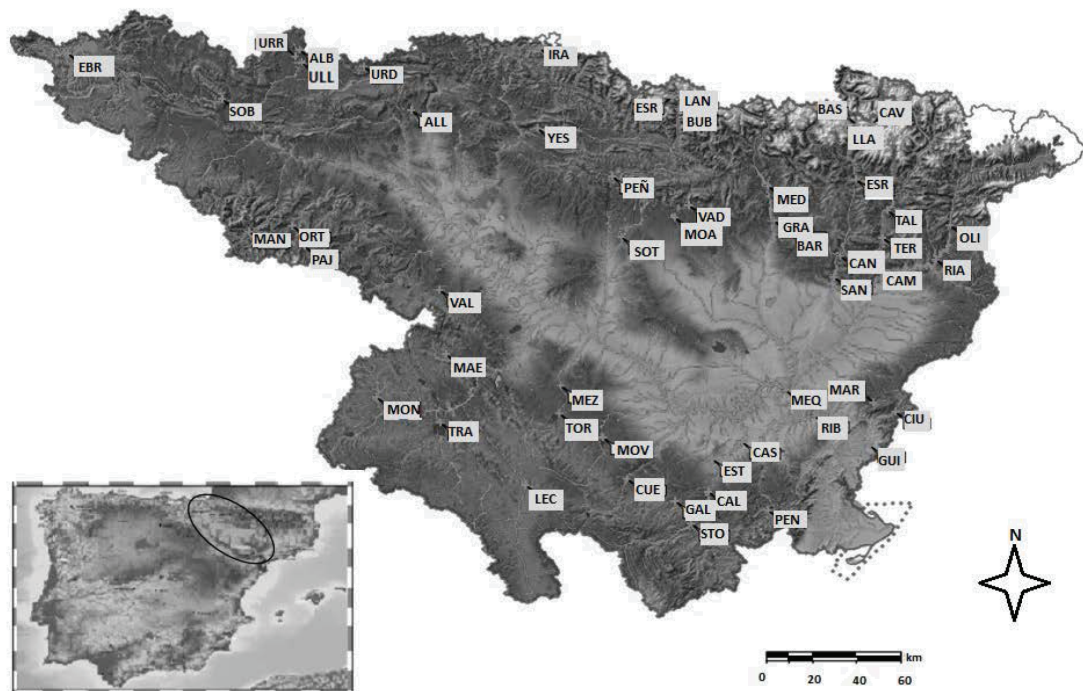 URR
ALB
IRA
EBR
ULL
URD
SOB
ESR
LAN
BAS
CAV
ALL
BUB
YES
LLA
PEÑ
ESR
MED
VAD
TAL
MOA
GRA
MAN
ORT
BAR
TER
OLI
SOT
PAJ
CAN
RIA
CAM
SAN
VAL
MAE
MAR
MEZ
MEQ
MON
CIU
TOR
RIB
TRA
MOV
CAS
GUI
EST
CUE
LEC
CAL
GAL
PEN
STO
N
km
0 20 40 60